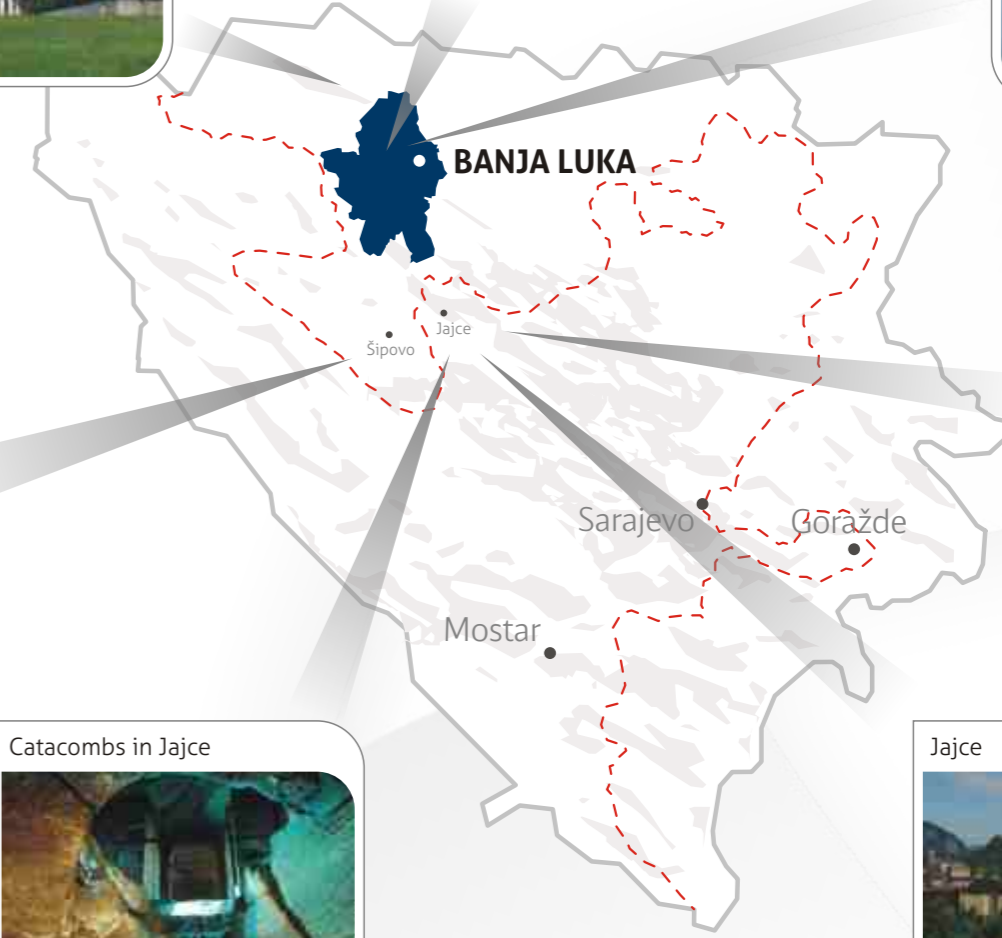 BANJA LUKA
Jajce
Šipovo
Sarajevo
Goražde
Mostar
Catacombs in Jajce
Jajce